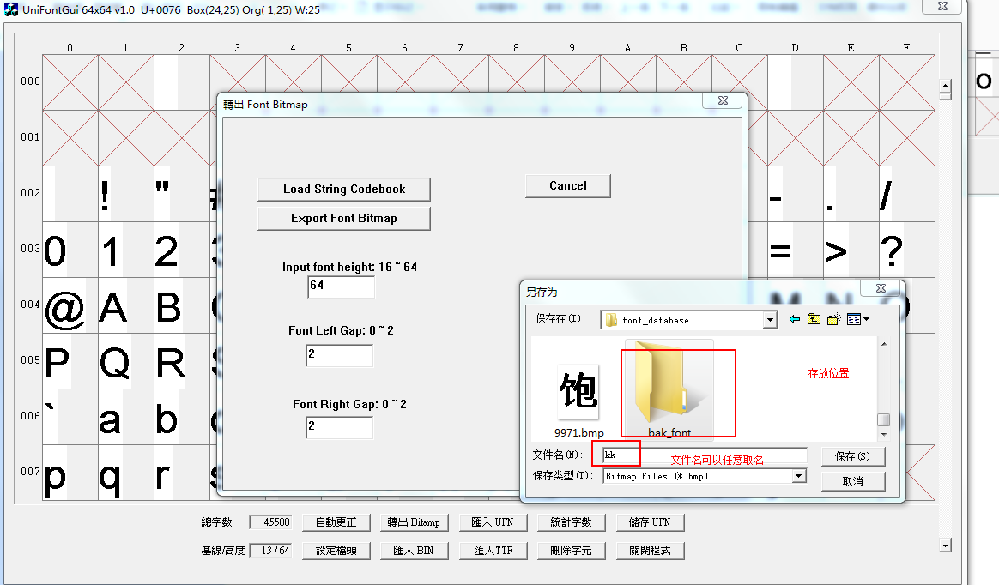 UniFontGui 64x64 v1.0 U+0076 Box(24,25) Org( 1,25) W:25
0 1 2 3 4 5 6 7 8 9 A B C D E F
000
001
002 ! " # - . /
003 0 1 2 3 = > ?
004 @ A B C M N O
005 P Q R S
006 ` a b c
007 p q r s
轉出 Font Bitmap
Load String Codebook
Cancel
Export Font Bitmap
Input font height: 16 ~ 64
64
Font Left Gap: 0 ~ 2
2
Font Right Gap: 0 ~ 2
2
另存为
保存在(I):
font_database
饱
存放位置
9971.bmp
bak_font
文件名(N):
kk
文件名可以任意取名
保存(S)
保存类型(T):
Bitmap Files (*.bmp)
取消
總字數 45588 自動更正 轉出 Bitamp 匯入 UFN 統計字數 儲存 UFN
基線/高度 13/64 設定檔頭 匯入 BIN 匯入TTF 刪除字元 關閉程式